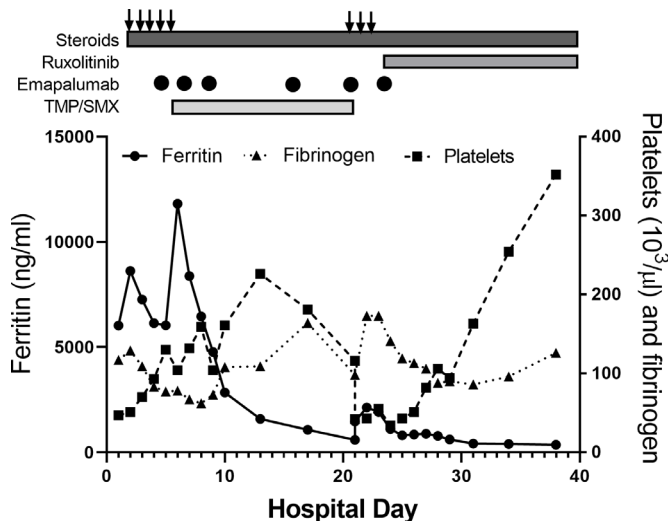 Steroids
Ruxolitinib
Emapalumab
TMP/SMX
15000
10000
5000
0
Ferritin (ng/ml)
Ferritin Fibrinogen Platelets
400
300
200
100
0
Platelets (10³/µl) and fibrinogen
0 10 20 30 40
Hospital Day